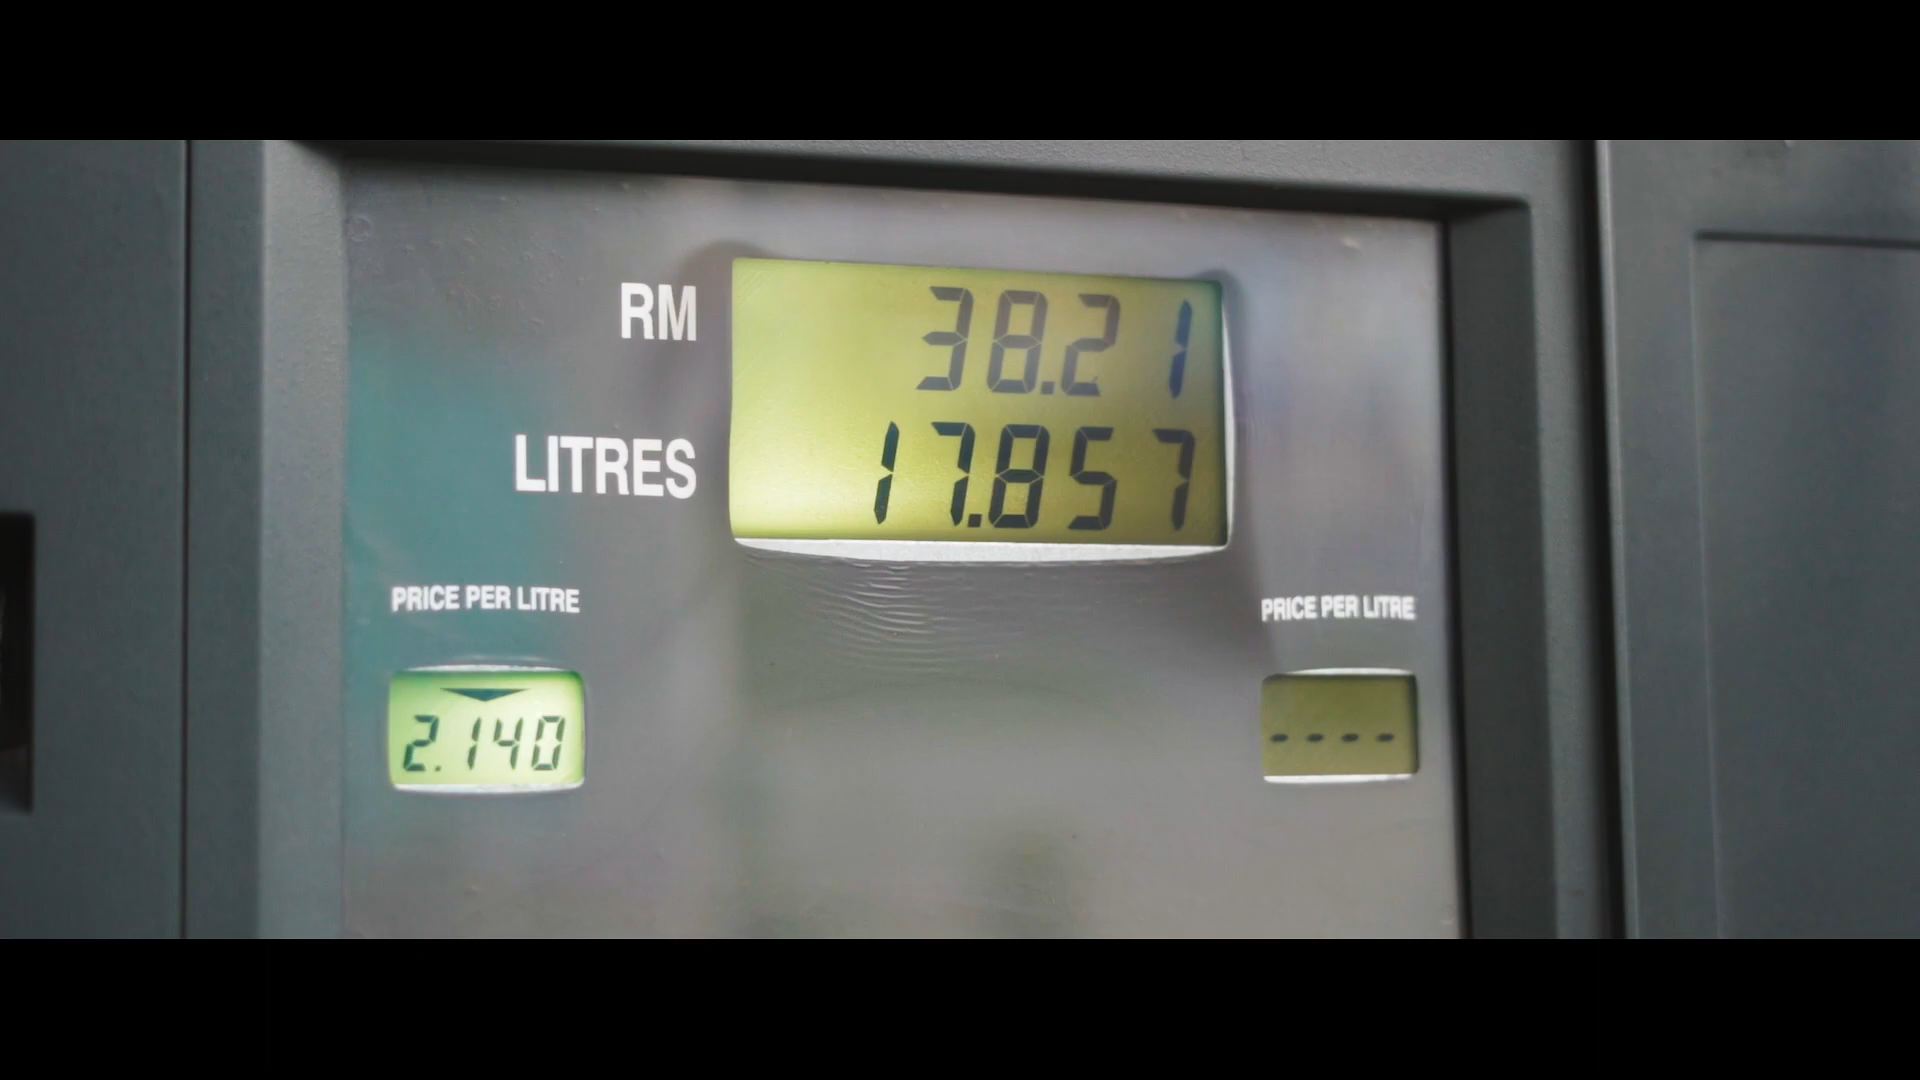 RM 38.21
LITRES 17.857
PRICE PER LITRE PRICE PER LITRE
2.140 ----